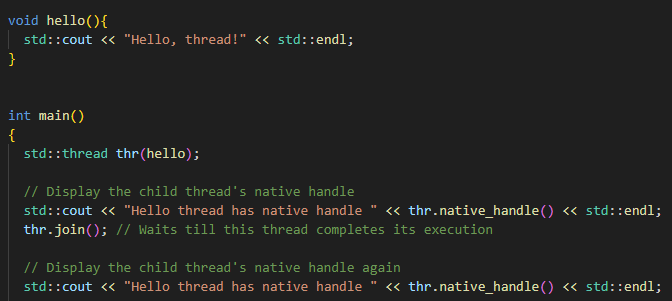 void hello(){
  std::cout << "Hello, thread!" << std::endl;
}
int main()
{
  std::thread thr(hello);
  // Display the child thread's native handle
  std::cout << "Hello thread has native handle " << thr.native_handle() << std::endl;
  thr.join(); // Waits till this thread completes its execution
  // Display the child thread's native handle again
  std::cout << "Hello thread has native handle " << thr.native_handle() << std::endl;